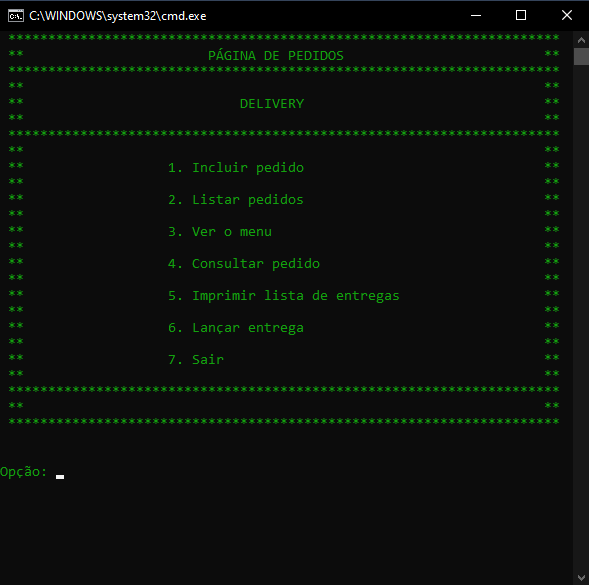 C:\WINDOWS\system32\cmd.exe
*********************************************************************
** PÁGINA DE PEDIDOS **
*********************************************************************
** **
** DELIVERY **
** **
*********************************************************************
** **
** 1. Incluir pedido **
** **
** 2. Listar pedidos **
** **
** 3. Ver o menu **
** **
** 4. Consultar pedido **
** **
** 5. Imprimir lista de entregas **
** **
** 6. Lançar entrega **
** **
** 7. Sair **
** **
*********************************************************************
** **
*********************************************************************
Opção: